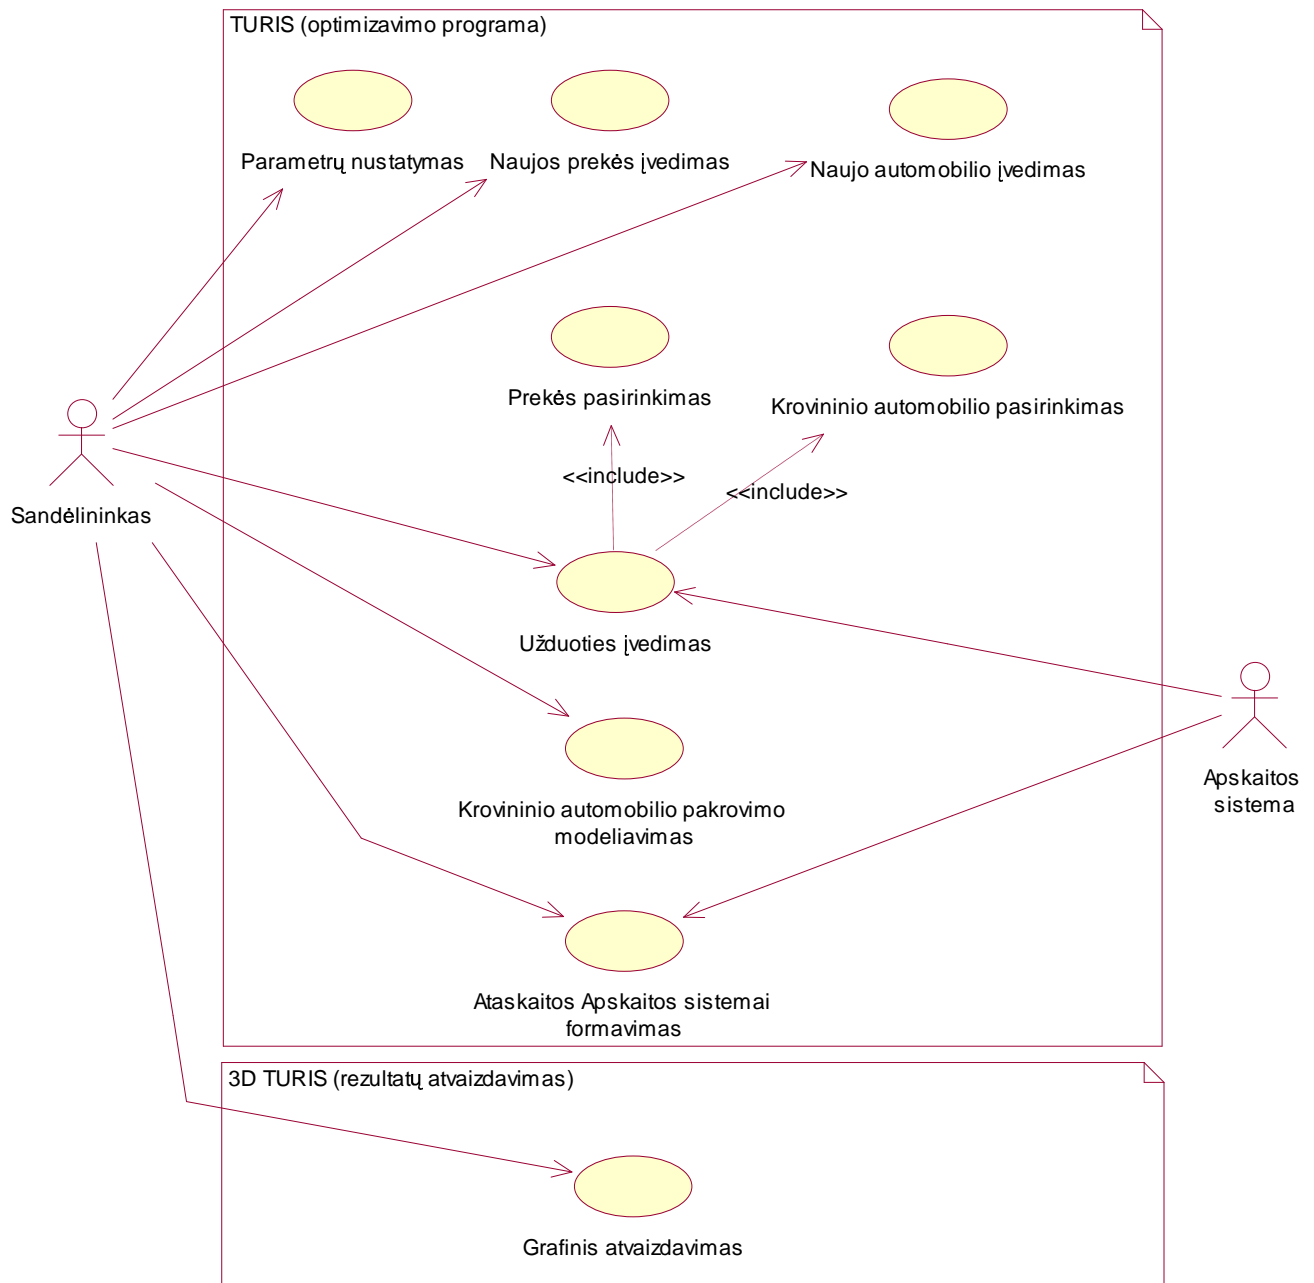 TURIS (optimizavimo programa)
Parametrų nustatymas
Naujos prekės įvedimas
Naujo automobilio įvedimas
Prekės pasirinkimas
Krovininio automobilio pasirinkimas
<<include>>
<<include>>
Sandėlininkas
Užduoties įvedimas
Apskaitos
sistema
Krovininio automobilio pakrovimo
modeliavimas
Ataskaitos Apskaitos sistemai
formavimas
3D TURIS (rezultatų atvaizdavimas)
Grafinis atvaizdavimas